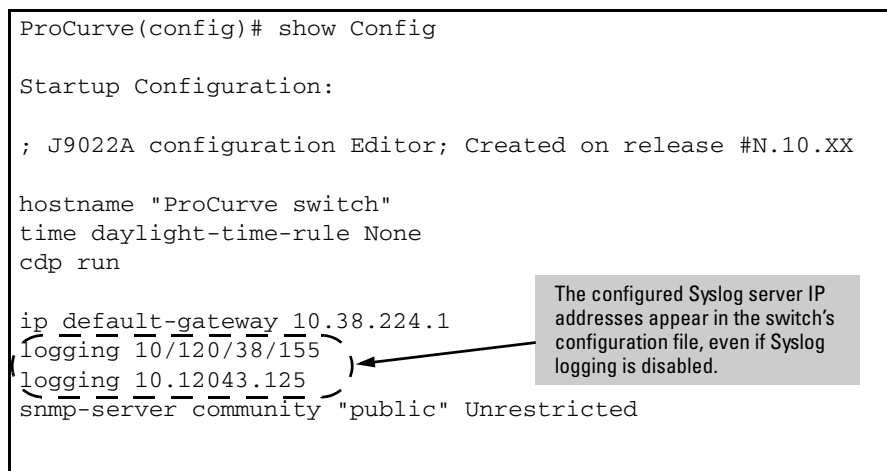 ProCurve(config)# show Config
Startup Configuration:
; J9022A configuration Editor; Created on release #N.10.XX
hostname "ProCurve switch"
time daylight-time-rule None
cdp run
ip default-gateway 10.38.224.1
logging 10/120/38/155
logging 10.12043.125
snmp-server community "public" Unrestricted
The configured Syslog server IP
addresses appear in the switch's
configuration file, even if Syslog
logging is disabled.